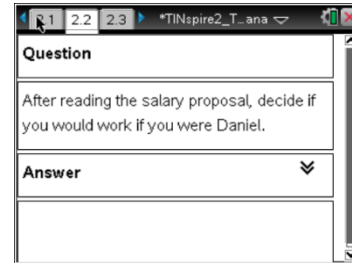 2.1 2.2 2.3 *TINspire2_T...ana
Question
After reading the salary proposal, decide if
you would work if you were Daniel.
Answer